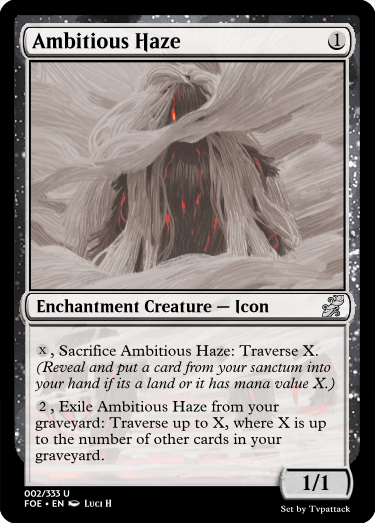 Ambitious Haze 1
Enchantment Creature — Icon
X, Sacrifice Ambitious Haze: Traverse X.
(Reveal and put a card from your sanctum into
your hand if its a land or it has mana value X.)
2, Exile Ambitious Haze from your
graveyard: Traverse up to X, where X is up
to the number of other cards in your
graveyard.
1/1
002/333 U
FOE • EN Luci H
Set by Tvpattack